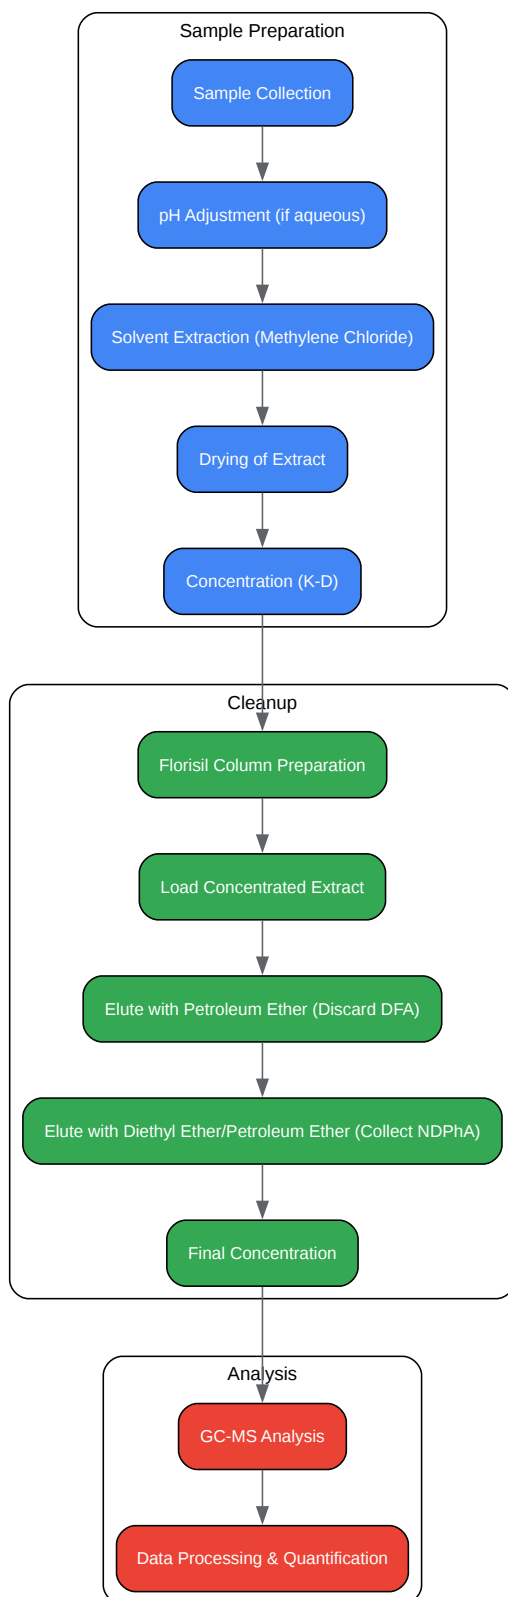 Sample Preparation
Sample Collection
pH Adjustment (if aqueous)
Solvent Extraction (Methylene Chloride)
Drying of Extract
Concentration (K-D)
Cleanup
Florisil Column Preparation
Load Concentrated Extract
Elute with Petroleum Ether (Discard DFA)
Elute with Diethyl Ether/Petroleum Ether (Collect NDPhA)
Final Concentration
Analysis
GC-MS Analysis
Data Processing & Quantification